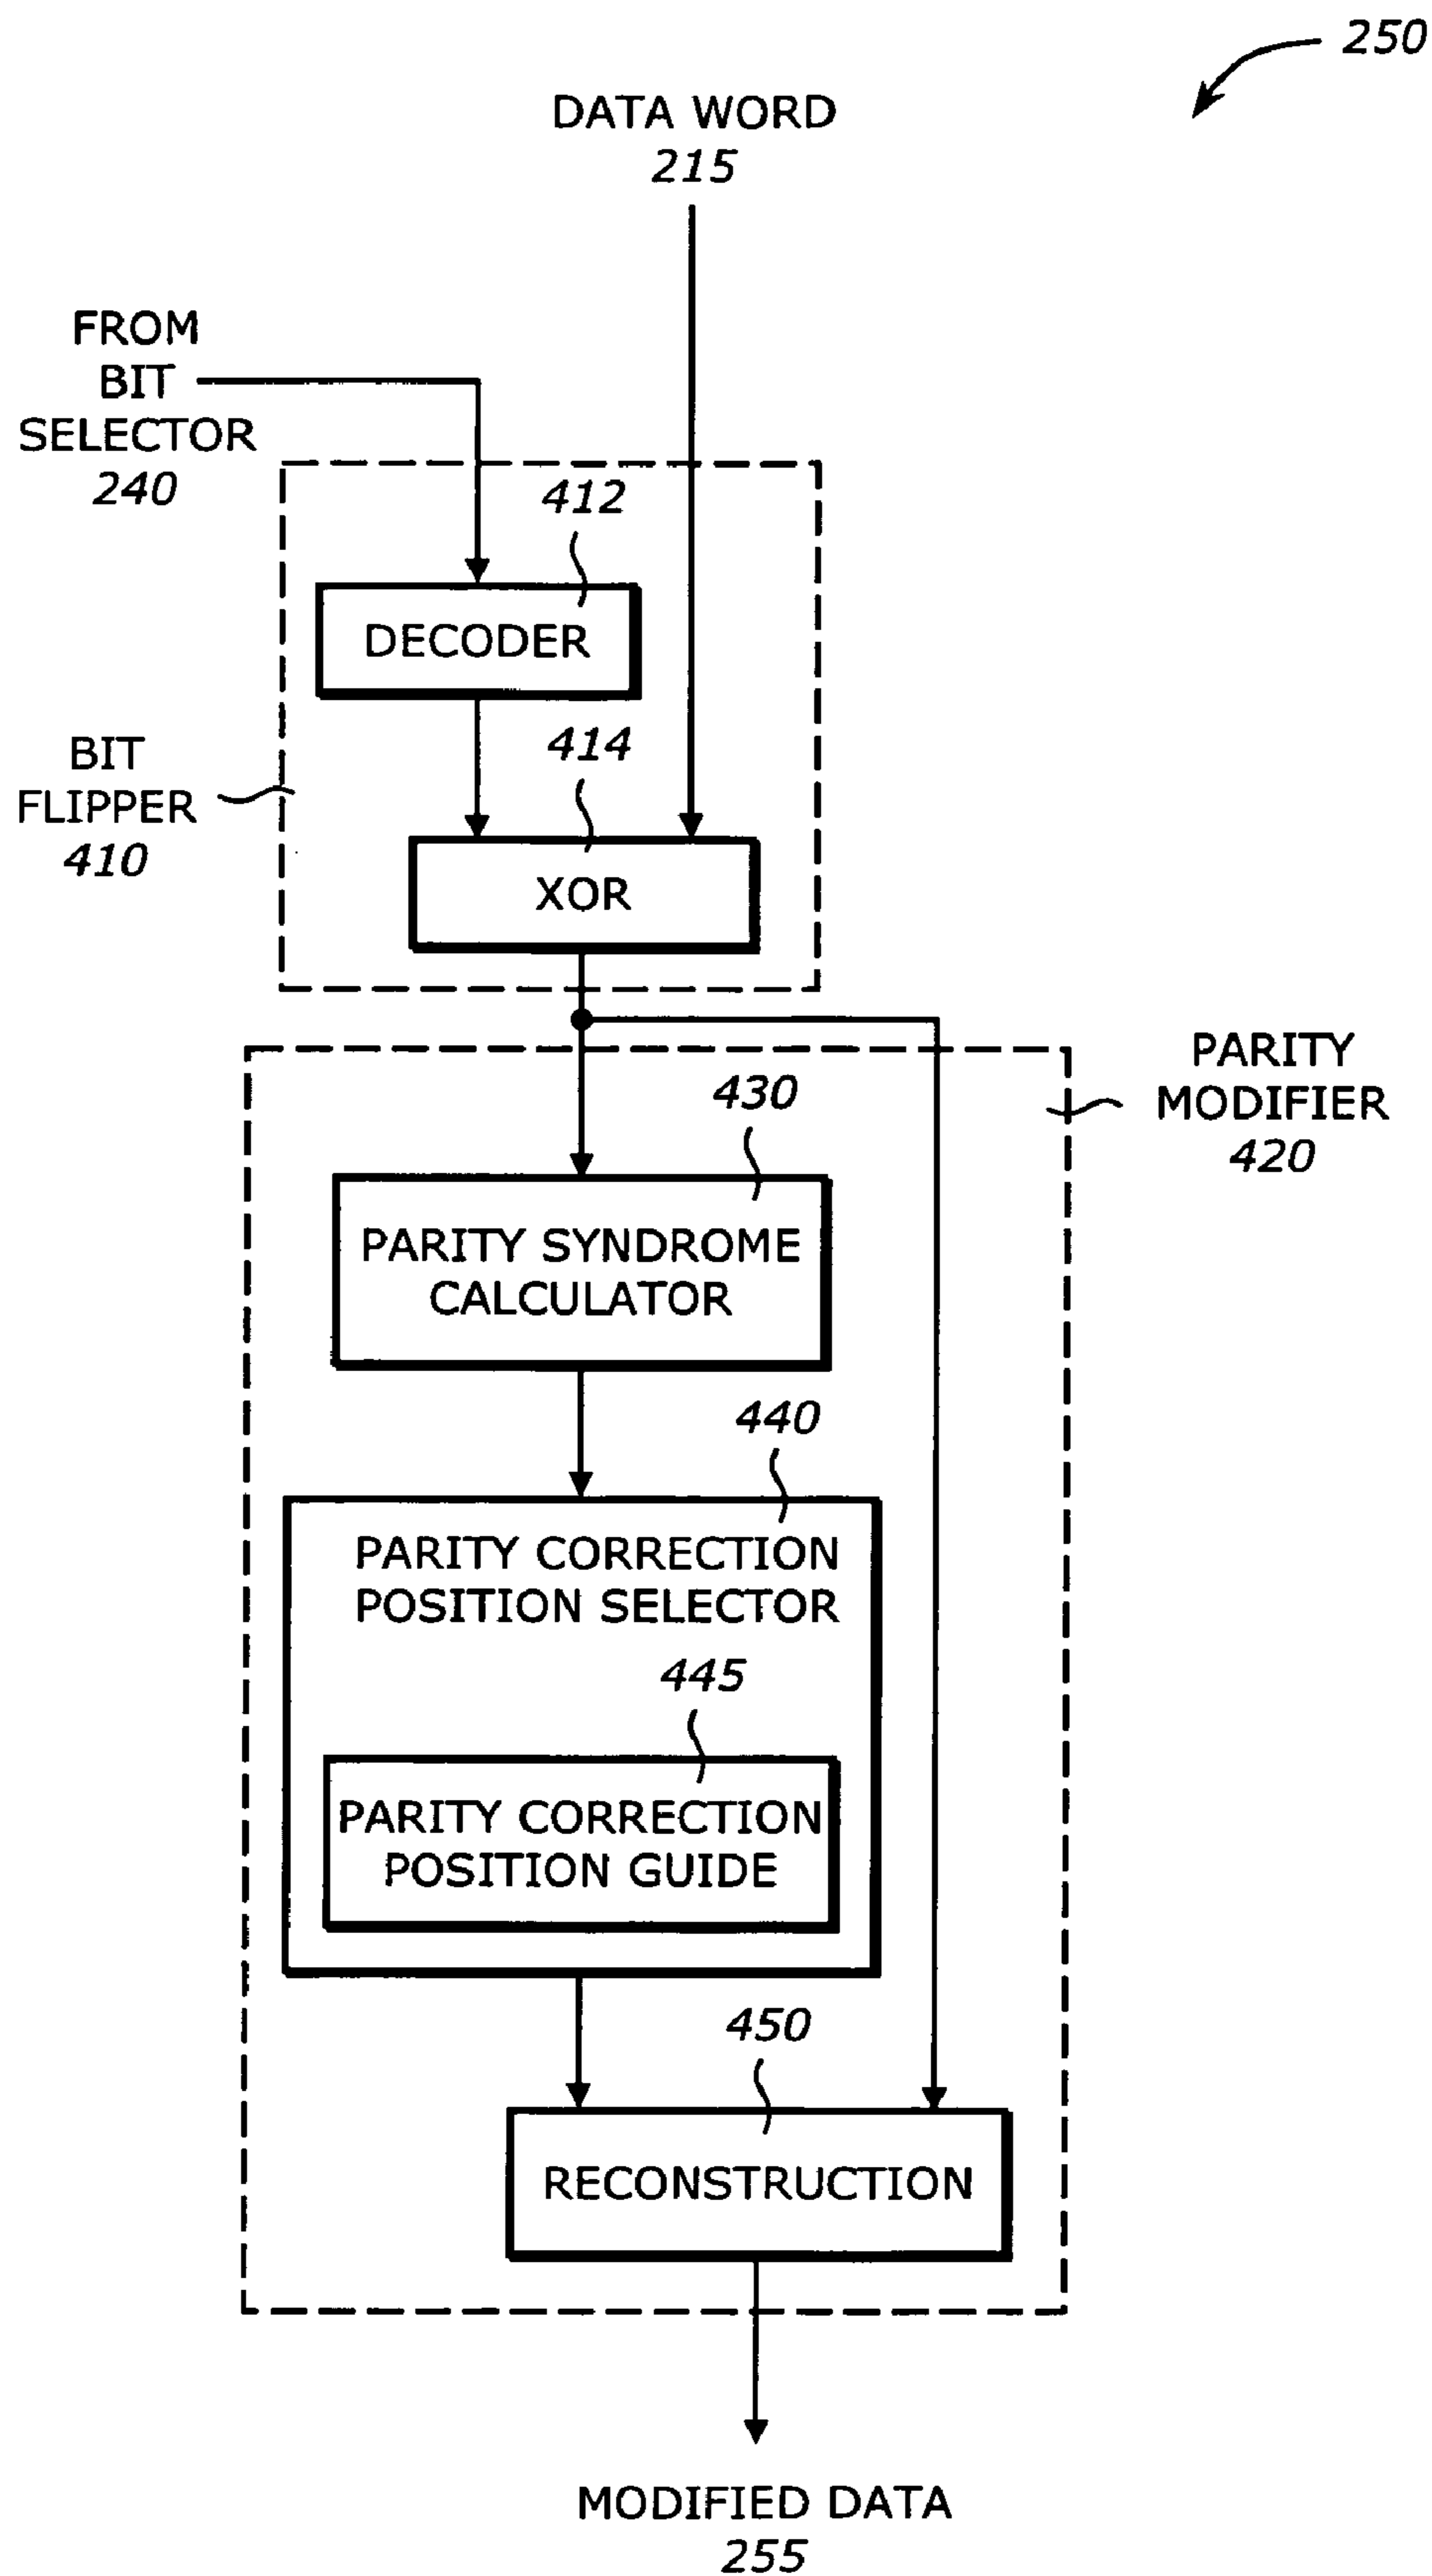 250
DATA WORD
215
FROM
BIT
SELECTOR
240
412
DECODER
BIT
FLIPPER
410
414
XOR
PARITY
MODIFIER
420
430
PARITY SYNDROME
CALCULATOR
440
PARITY CORRECTION
POSITION SELECTOR
445
PARITY CORRECTION
POSITION GUIDE
450
RECONSTRUCTION
MODIFIED DATA
255